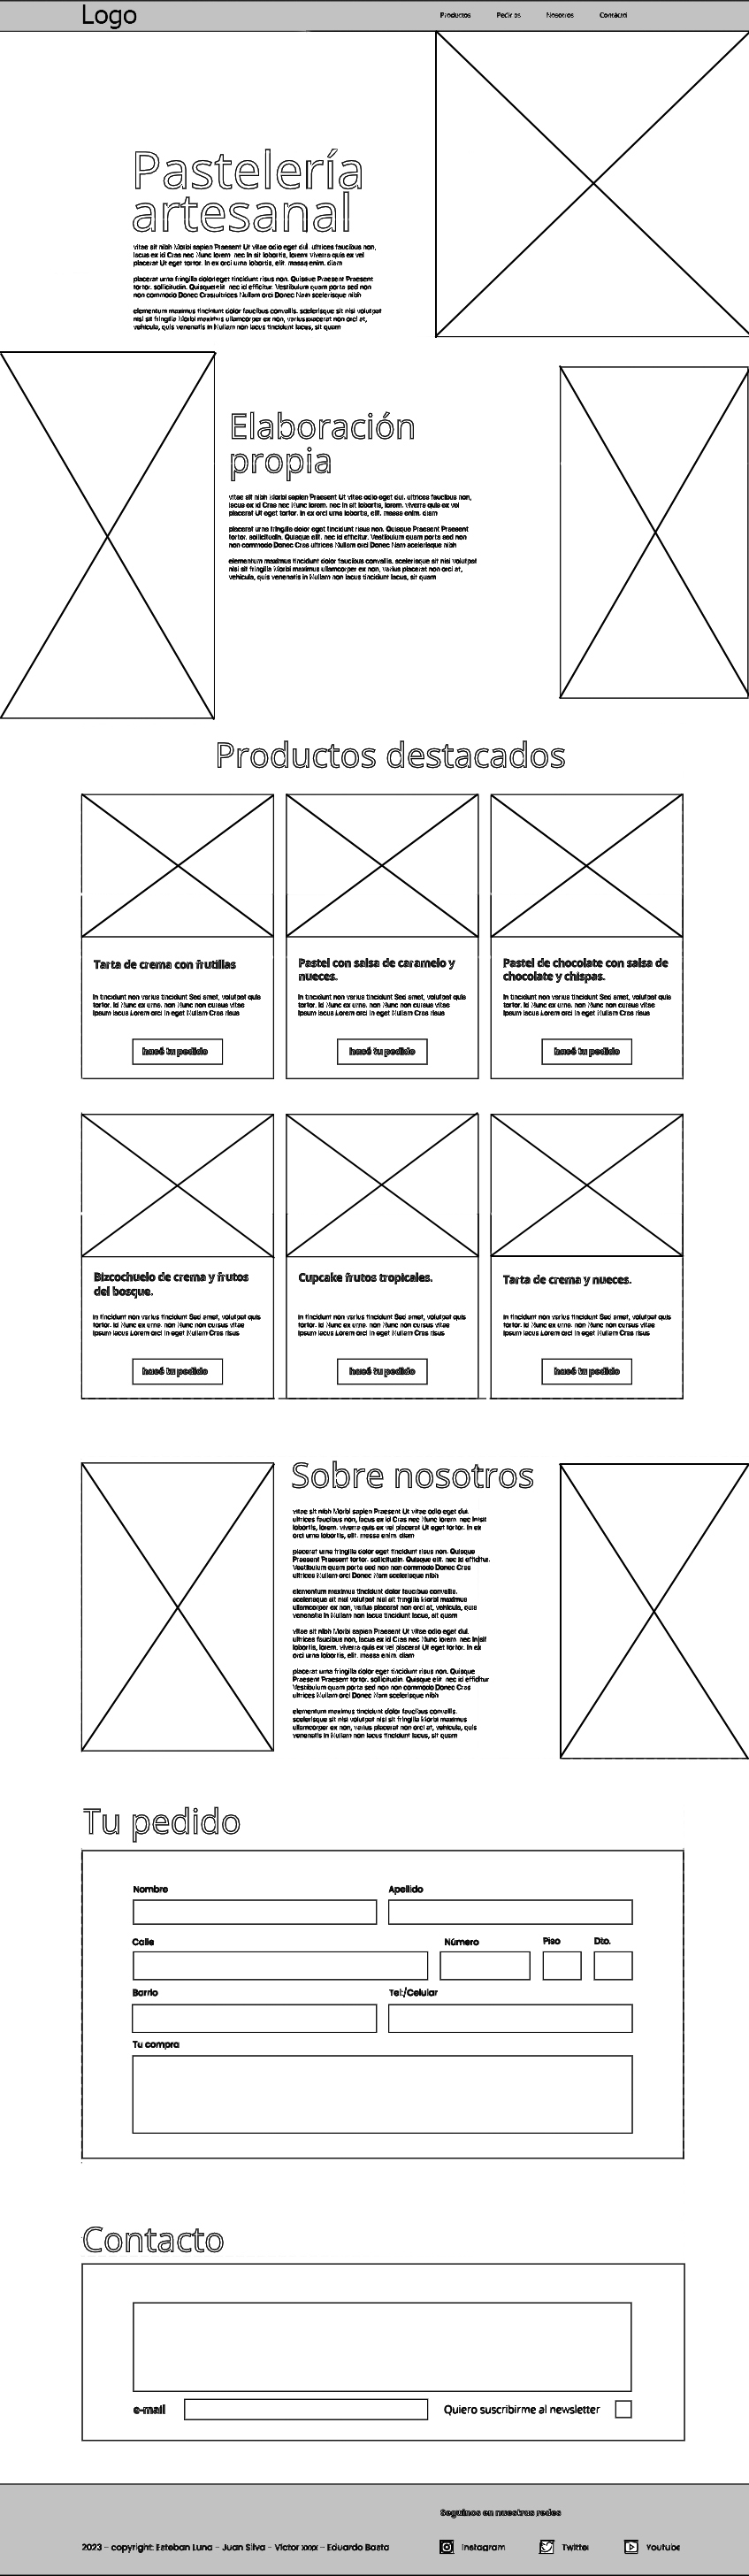 Logo
Productos Nosotros Contacto
Pastelería
artesanal
vitae sit nibh Morbi sapien Praesent Ut vitae odio eget dui. ultrices faucibus non,
lacus ex id Cras nec Nunc lorem. nec in sit lobortis, lorem viverra quis ex vel
placerat Ut eget tortor. In ex orci urna lobortis, elit. massa enim. diam
placerat urna fringilla dolor eget tincidunt risus non. Quisque Praesent Praesent
tortor. sollicitudin. Quisque elit. nec id efficitur. Vestibulum quam porta sed non
non commodo Donec Cras ultrices Nullam orci Donec Nam scelerisque nibh
elementum maximus tincidunt dolor faucibus convallis. scelerisque sit nisi volutpat
nisi sit fringilla Morbi maximus ullamcorper ex non, varius placerat non orci at,
vehicula, quis venenatis in Nullam non lacus tincidunt lacus, sit quam
Elaboración
propia
vitae sit nibh Morbi sapien Praesent Ut vitae odio eget dui. ultrices faucibus non,
lacus ex id Cras nec Nunc lorem. nec in sit lobortis, lorem. viverra quis ex vel
placerat Ut eget tortor. In ex orci urna lobortis, elit. massa enim. diam
placerat urna fringilla dolor eget tincidunt risus non. Quisque Praesent Praesent
tortor. sollicitudin. Quisque elit. nec id efficitur. Vestibulum quam porta sed non
non commodo Donec Cras ultrices Nullam orci Donec Nam scelerisque nibh
elementum maximus tincidunt dolor faucibus convallis. scelerisque sit nisi volutpat
nisi sit fringilla Morbi maximus ullamcorper ex non, varius placerat non orci at,
vehicula, quis venenatis in Nullam non lacus tincidunt lacus, sit quam
Productos destacados
Tarta de crema con frutillas
In tincidunt non varius tincidunt Sed amet, volutpat quis
tortor. Id Nunc ex urna. non Nunc non cursus vitae
Ipsum lacus Lorem orci In eget Nullam Cras risus
hacé tu pedido
Pastel con salsa de caramelo y
nueces.
In tincidunt non varius tincidunt Sed amet, volutpat quis
tortor. Id Nunc ex urna. non Nunc non cursus vitae
Ipsum lacus Lorem orci In eget Nullam Cras risus
hacé tu pedido
Pastel de chocolate con salsa de
chocolate y chispas.
In tincidunt non varius tincidunt Sed amet, volutpat quis
tortor. Id Nunc ex urna. non Nunc non cursus vitae
Ipsum lacus Lorem orci In eget Nullam Cras risus
hacé tu pedido
Bizcochuelo de crema y frutos
del bosque.
In tincidunt non varius tincidunt Sed amet, volutpat quis
tortor. Id Nunc ex urna. non Nunc non cursus vitae
Ipsum lacus Lorem orci In eget Nullam Cras risus
hacé tu pedido
Cupcake frutos tropicales.
In tincidunt non varius tincidunt Sed amet, volutpat quis
tortor. Id Nunc ex urna. non Nunc non cursus vitae
Ipsum lacus Lorem orci In eget Nullam Cras risus
hacé tu pedido
Tarta de crema y nueces.
In tincidunt non varius tincidunt Sed amet, volutpat quis
tortor. Id Nunc ex urna. non Nunc non cursus vitae
Ipsum lacus Lorem orci In eget Nullam Cras risus
hacé tu pedido
Sobre nosotros
vitae sit nibh Morbi sapien Praesent Ut vitae odio eget dui.
ultrices faucibus non, lacus ex id Cras nec Nunc lorem. nec in sit
lobortis, lorem. viverra quis ex vel placerat Ut eget tortor. In ex
orci urna lobortis, elit. massa enim. diam
placerat urna fringilla dolor eget tincidunt risus non. Quisque
Praesent Praesent tortor. sollicitudin. Quisque elit. nec id efficitur.
Vestibulum quam porta sed non non commodo Donec Cras
ultrices Nullam orci Donec Nam scelerisque nibh
elementum maximus tincidunt dolor faucibus convallis.
scelerisque sit nisi volutpat nisi sit fringilla Morbi maximus
ullamcorper ex non, varius placerat non orci at, vehicula, quis
venenatis in Nullam non lacus tincidunt lacus, sit quam
vitae sit nibh Morbi sapien Praesent Ut vitae odio eget dui.
ultrices faucibus non, lacus ex id Cras nec Nunc lorem. nec in sit
lobortis, lorem. viverra quis ex vel placerat Ut eget tortor. In ex
orci urna lobortis, elit. massa enim. diam
placerat urna fringilla dolor eget tincidunt risus non. Quisque
Praesent Praesent tortor. sollicitudin. Quisque elit. nec id efficitur
Vestibulum quam porta sed non non commodo Donec Cras
ultrices Nullam orci Donec Nam scelerisque nibh
elementum maximus tincidunt dolor faucibus convallis.
scelerisque sit nisi volutpat nisi sit fringilla Morbi maximus
ullamcorper ex non, varius placerat non orci at, vehicula, quis
venenatis in Nullam non lacus tincidunt lacus, sit quam
Tu pedido
Nombre Apellido
Calle Número Piso Dto.
Barrio Tel:/Celular
Tu compra
Contacto
e-mail Quiero suscribirme al newsletter
Seguinos en nuestras redes
2023 - copyright: Esteban Luna - Juan Silva - Víctor xxxx - Eduardo Basta
Instagram Twitter Youtube